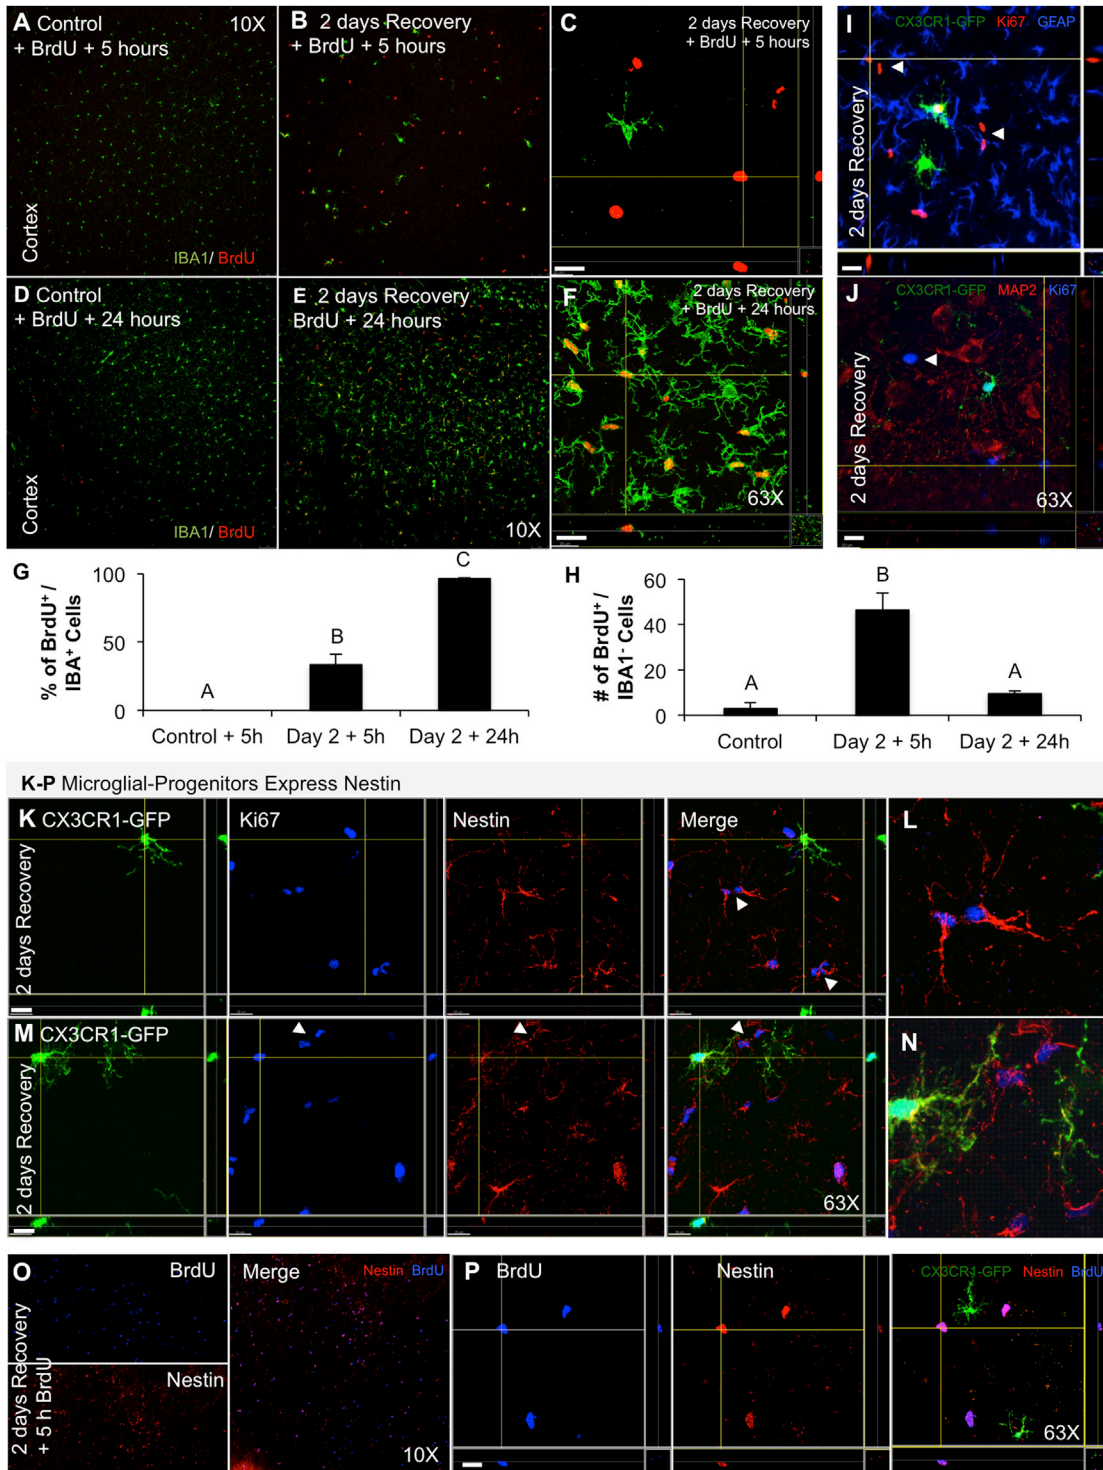 A Control
+ BrdU + 5 hours
10X
Cortex
IBA1/ BrdU
B 2 days Recovery
+ BrdU + 5 hours
C 2 days Recovery
+ BrdU + 5 hours
I CX3CR1-GFP Ki67 GEAP
2 days Recovery
D Control
+ BrdU + 24 hours
Cortex
IBA1/ BrdU
E 2 days Recovery
BrdU + 24 hours
10X
F 2 days Recovery
+ BrdU + 24 hours
63X
J CX3CR1-GFP MAP2 Ki67
2 days Recovery
63X
G
% of BrdU+ /
IBA+ Cells
100
50
0
A
B
C
Control + 5h Day 2 + 5h Day 2 + 24h
H
# of BrdU+ /
IBA1- Cells
60
40
20
0
A
B
A
Control Day 2 + 5h Day 2 + 24h
K-P Microglial-Progenitors Express Nestin
K CX3CR1-GFP
Ki67
Nestin
Merge
L
2 days Recovery
M CX3CR1-GFP
2 days Recovery
63X
N
O
BrdU
Nestin
2 days Recovery
+ 5 h BrdU
Merge
Nestin BrdU
10X
P BrdU
Nestin
CX3CR1-GFP Nestin BrdU
63X